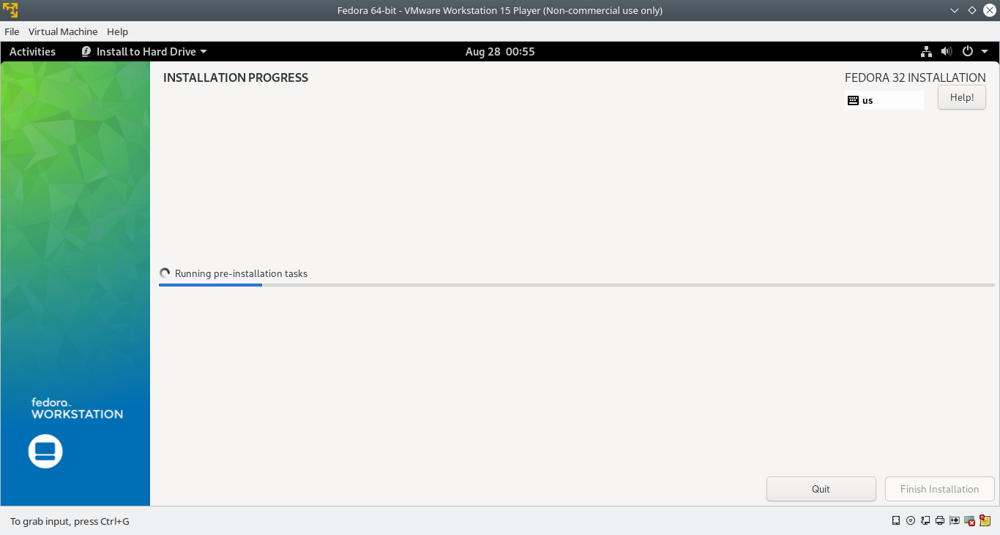 Fedora 64-bit - VMware Workstation 15 Player (Non-commercial use only)
File Virtual Machine Help
Activities Install to Hard Drive Aug 28 00:55
INSTALLATION PROGRESS FEDORA 32 INSTALLATION
us Help!
Running pre-installation tasks
fedora™
WORKSTATION
Quit Finish Installation
To grab input, press Ctrl+G